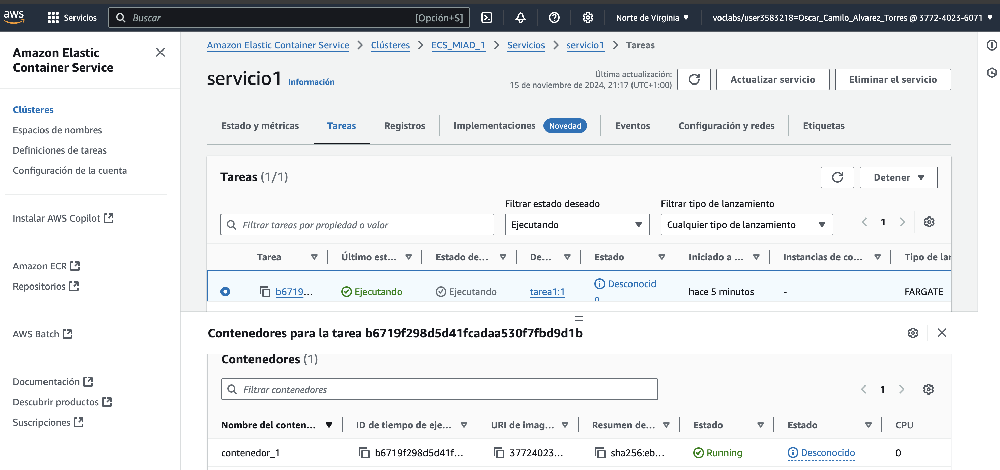 aws
Servicios
Buscar
[Opción+S]
Norte de Virginia
voclabs/user3583218=Oscar_Camilo_Alvarez_Torres @ 3772-4023-6071
Amazon Elastic
Container Service
Clústeres
Espacios de nombres
Definiciones de tareas
Configuración de la cuenta
Instalar AWS Copilot
Amazon ECR
Repositorios
AWS Batch
Documentación
Descubrir productos
Suscripciones
Amazon Elastic Container Service > Clústeres > ECS_MIAD_1 > Servicios > servicio1 > Tareas
servicio1 Información
Última actualización:
15 de noviembre de 2024, 21:17 (UTC+1:00)
Actualizar servicio
Eliminar el servicio
Estado y métricas
Tareas
Registros
Implementaciones Novedad
Eventos
Configuración y redes
Etiquetas
Tareas (1/1)
Detener
Filtrar estado deseado
Filtrar tipo de lanzamiento
Filtrar tareas por propiedad o valor
Ejecutando
Cualquier tipo de lanzamiento
1
Tarea
Último est...
Estado de...
De...
Estado
Iniciado a ...
Instancias de co...
Tipo de lan
b6719...
Ejecutando
Ejecutando
tarea1:1
Desconocid
o
hace 5 minutos
-
FARGATE
Contenedores para la tarea b6719f298d5d41fcadaa530f7fbd9d1b
Contenedores (1)
Filtrar contenedores
1
Nombre del conten...
ID de tiempo de eje...
URI de imag...
Resumen de...
Estado
Estado
CPU
contenedor_1
b6719f298d5d41f...
37724023...
sha256:eb...
Running
Desconocido
0